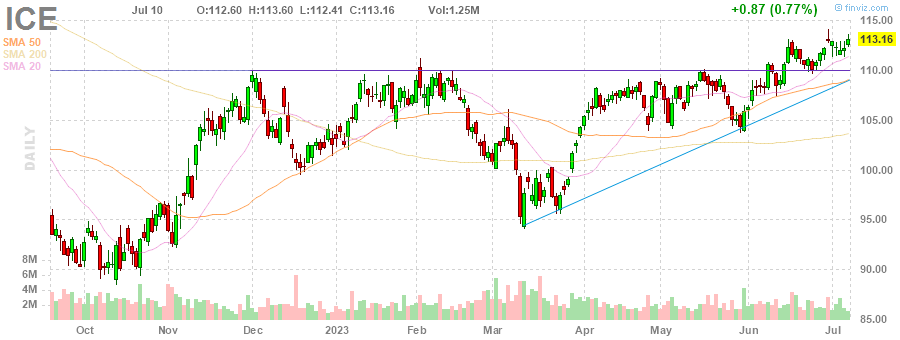 ICE Jul 10 O:112.60 H:113.60 L:112.41 C:113.16 Vol:1.25M +0.87 (0.77%)
© finviz.com
SMA 50
SMA 200
SMA 20
DAILY
115.00
113.16
110.00
105.00
100.00
95.00
90.00
85.00
8M
6M
4M
2M
Oct Nov Dec 2023 Feb Mar Apr May Jun Jul